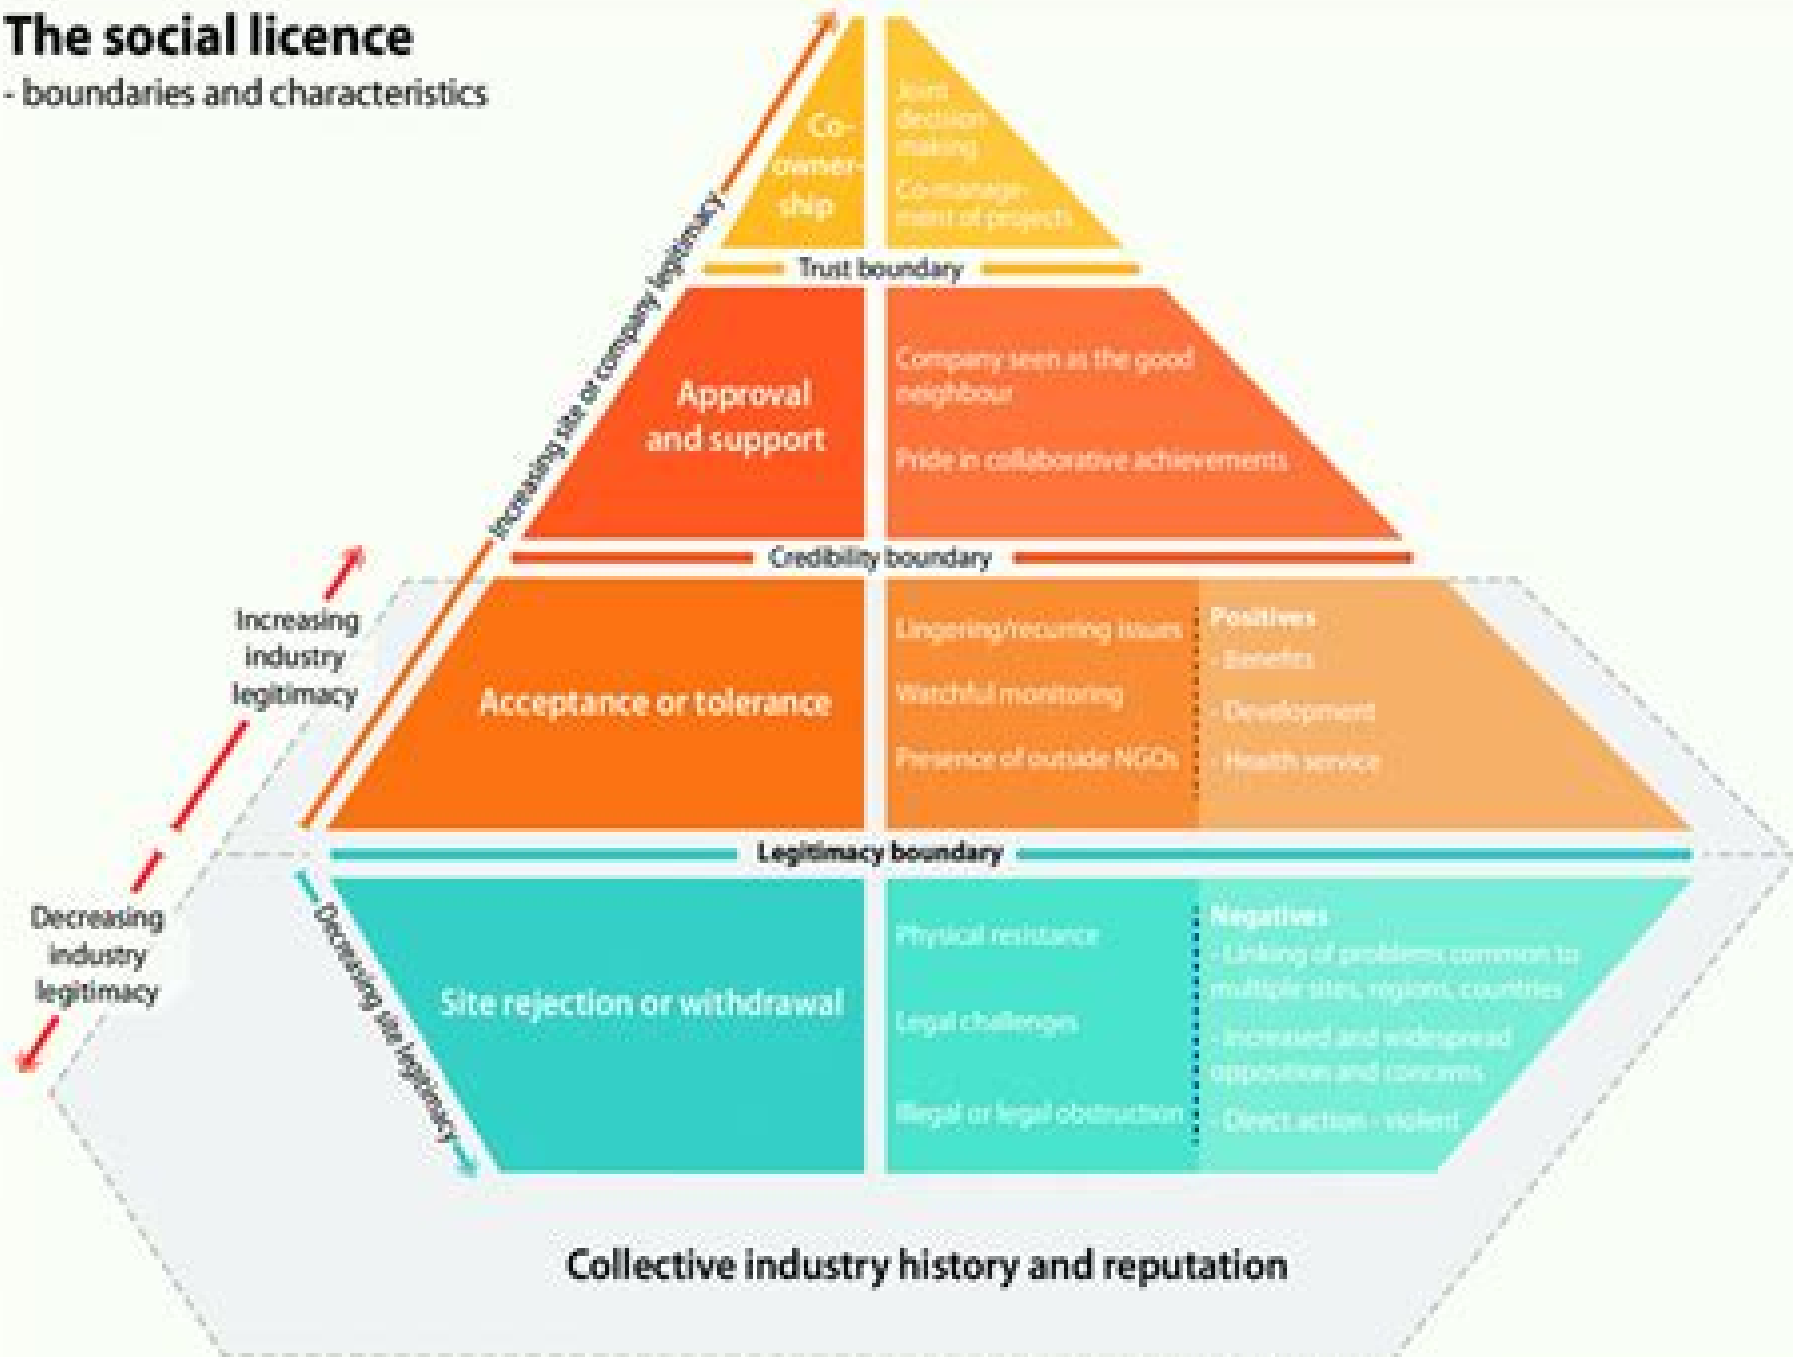 The social licence
- boundaries and characteristics
Co-
owner-
ship
Joint
decision
making
Co-manage-
ment of projects
Trust boundary
Increasing site or company legitimacy
Approval
and support
Company seen as the good
neighbour
Pride in collaborative achievements
Credibility boundary
Increasing
industry
legitimacy
Acceptance or tolerance
Lingering/recurring issues
Watchful monitoring
Presence of outside NGOs
Positives
- Benefits
- Development
- Health service
Legitimacy boundary
Decreasing
industry
legitimacy
Decreasing site legitimacy
Site rejection or withdrawal
Physical resistance
Legal challenges
Illegal or legal obstruction
Negatives
- Linking of problems common to
multiple sites, regions, countries
- Increased and widespread
opposition and concerns
- Direct action - violent
Collective industry history and reputation